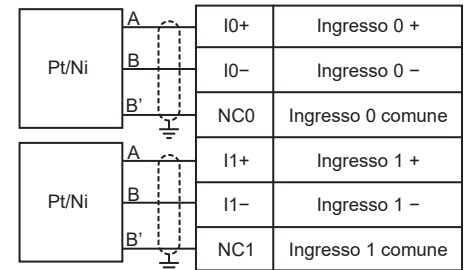 A I0+ Ingresso 0 +
Pt/Ni B I0− Ingresso 0 −
B’ NC0 Ingresso 0 comune
A I1+ Ingresso 1 +
Pt/Ni B I1− Ingresso 1 −
B’ NC1 Ingresso 1 comune